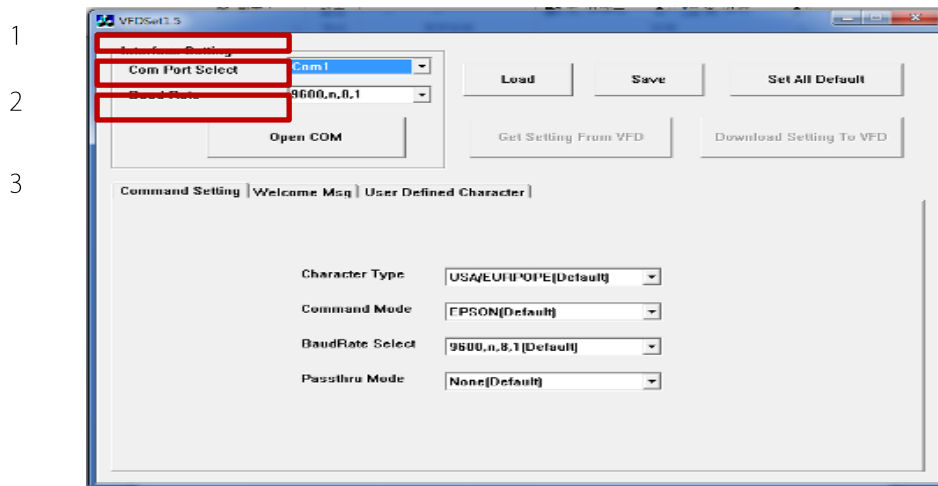 1
2
3
VFDSet1.5
Interface Setting
Com Port Select
Com1
Baud Rate
9600,n,8,1
Open COM
Load
Save
Set All Default
Get Setting From VFD
Download Setting To VFD
Command Setting
Welcome Msg
User Defined Character
Character Type
USA/EURPOPE(Default)
Command Mode
EPSON(Default)
BaudRate Select
9600,n,8,1(Default)
Passthru Mode
None(Default)